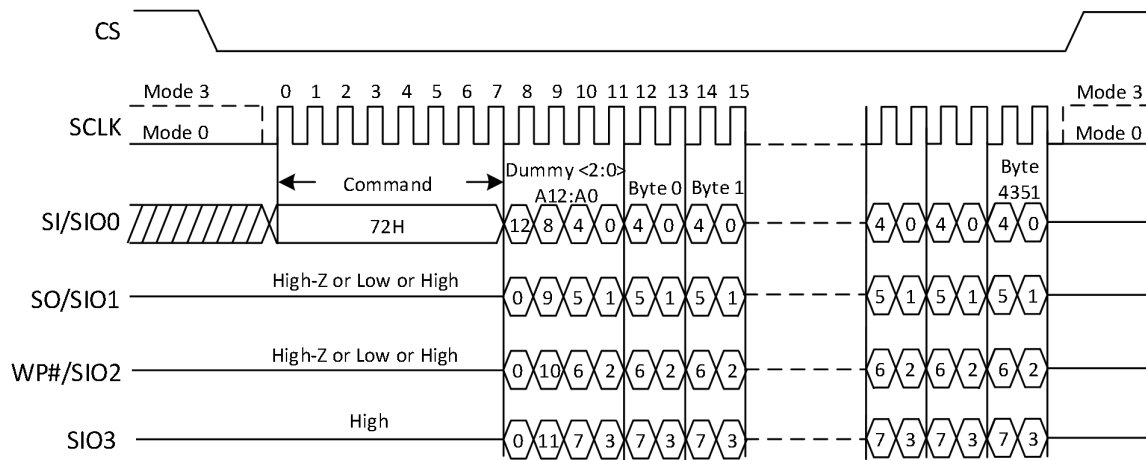 CS
0 1 2 3 4 5 6 7 8 9 10 11 12 13 14 15
Mode 3 Mode 3
SCLK
Mode 0 Mode 0
Dummy <2:0> Byte
Command Byte 0 Byte 1
A12:A0 4351
SI/SIO0 72H 12 8 4 0 4 0 4 0 4 0 4 0 4 0
High-Z or Low or High
SO/SIO1 0 9 5 1 5 1 5 1 5 1 5 1 5 1
High-Z or Low or High
WP#/SIO2 0 10 6 2 6 2 6 2 6 2 6 2 6 2
High
SIO3 0 11 7 3 7 3 7 3 7 3 7 3 7 3